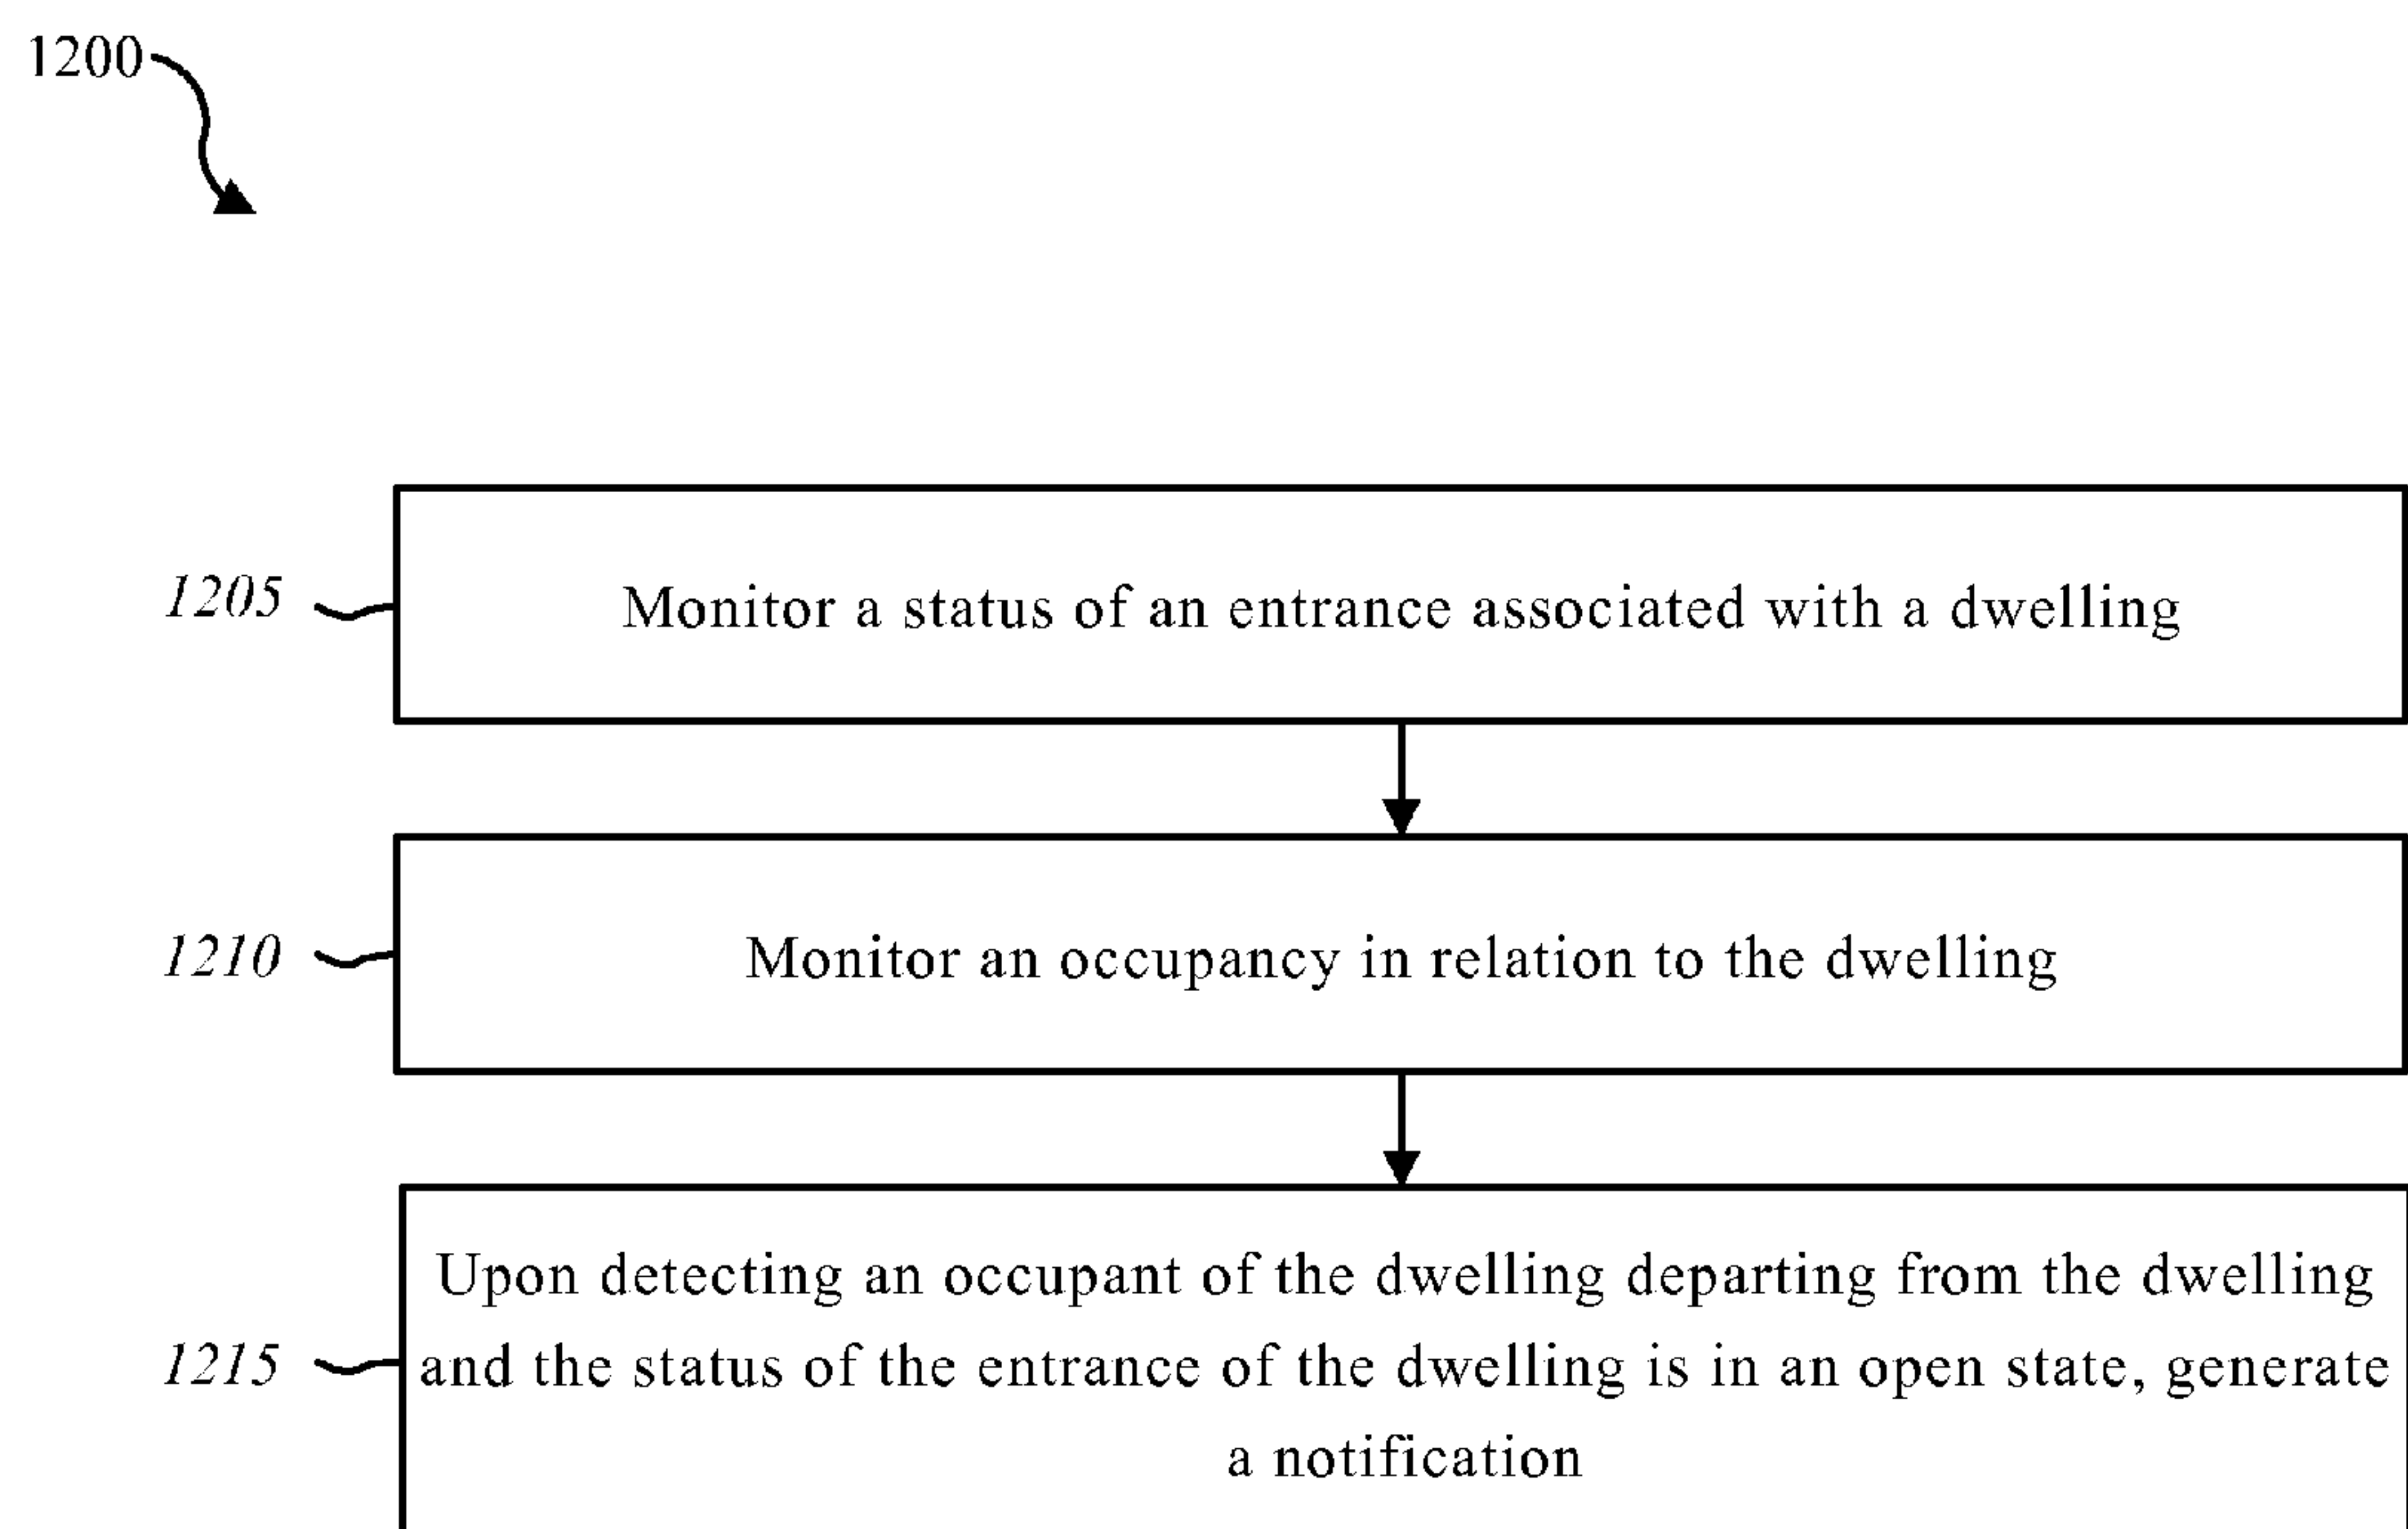 1200
1205
Monitor a status of an entrance associated with a dwelling
1210
Monitor an occupancy in relation to the dwelling
1215
Upon detecting an occupant of the dwelling departing from the dwelling
and the status of the entrance of the dwelling is in an open state, generate
a notification